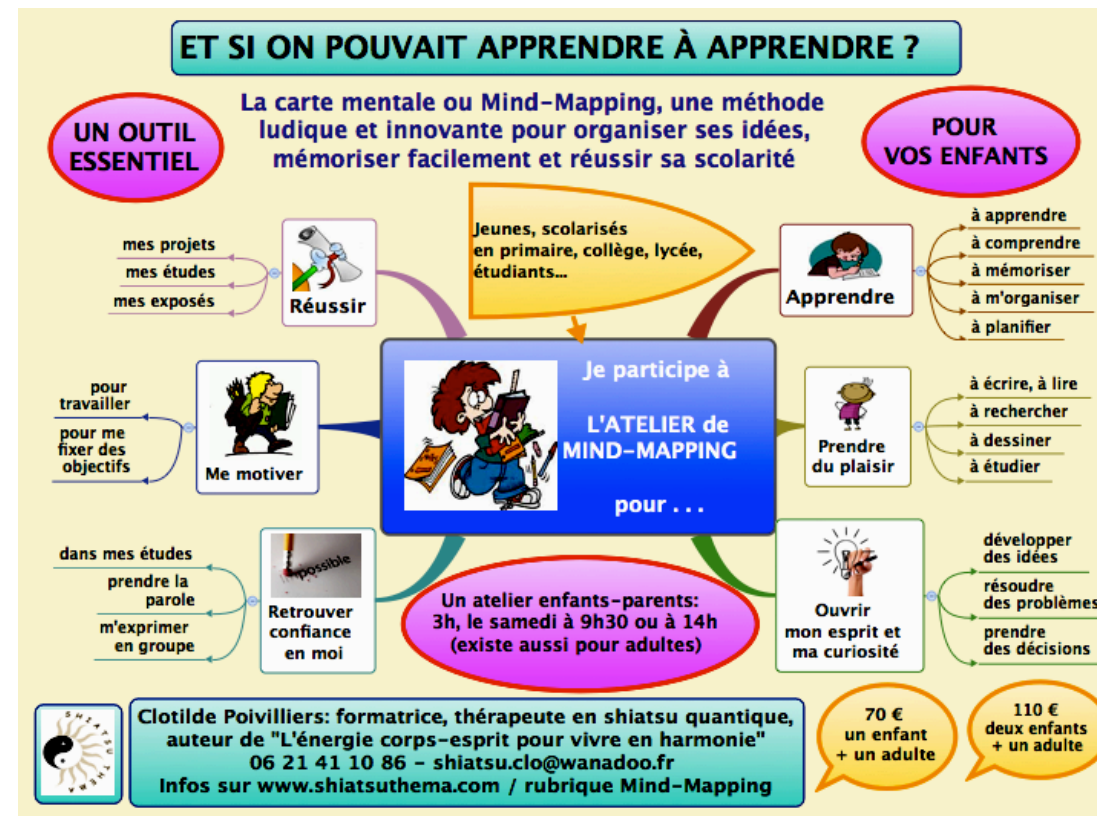 ET SI ON POUVAIT APPRENDRE À APPRENDRE ?
UN OUTIL
ESSENTIEL
La carte mentale ou Mind-Mapping, une méthode
ludique et innovante pour organiser ses idées,
mémoriser facilement et réussir sa scolarité
POUR
VOS ENFANTS
Jeunes, scolarisés
en primaire, collège, lycée,
étudiants...
Je participe à
L'ATELIER de
MIND-MAPPING
pour . . .
Réussir
mes projets
mes études
mes exposés
Me motiver
pour
travailler
pour me
fixer des
objectifs
possible
Retrouver
confiance
en moi
dans mes études
prendre la
parole
m'exprimer
en groupe
Apprendre
à apprendre
à comprendre
à mémoriser
à m'organiser
à planifier
Prendre
du plaisir
à écrire, à lire
à rechercher
à dessiner
à étudier
Ouvrir
mon esprit et
ma curiosité
développer
des idées
résoudre
des problèmes
prendre
des décisions
Un atelier enfants-parents:
3h, le samedi à 9h30 ou à 14h
(existe aussi pour adultes)
SHIATSU THEMA
Clotilde Poivilliers: formatrice, thérapeute en shiatsu quantique,
auteur de "L'énergie corps-esprit pour vivre en harmonie"
06 21 41 10 86 - shiatsu.clo@wanadoo.fr
Infos sur www.shiatsuthema.com / rubrique Mind-Mapping
70 €
un enfant
+ un adulte
110 €
deux enfants
+ un adulte